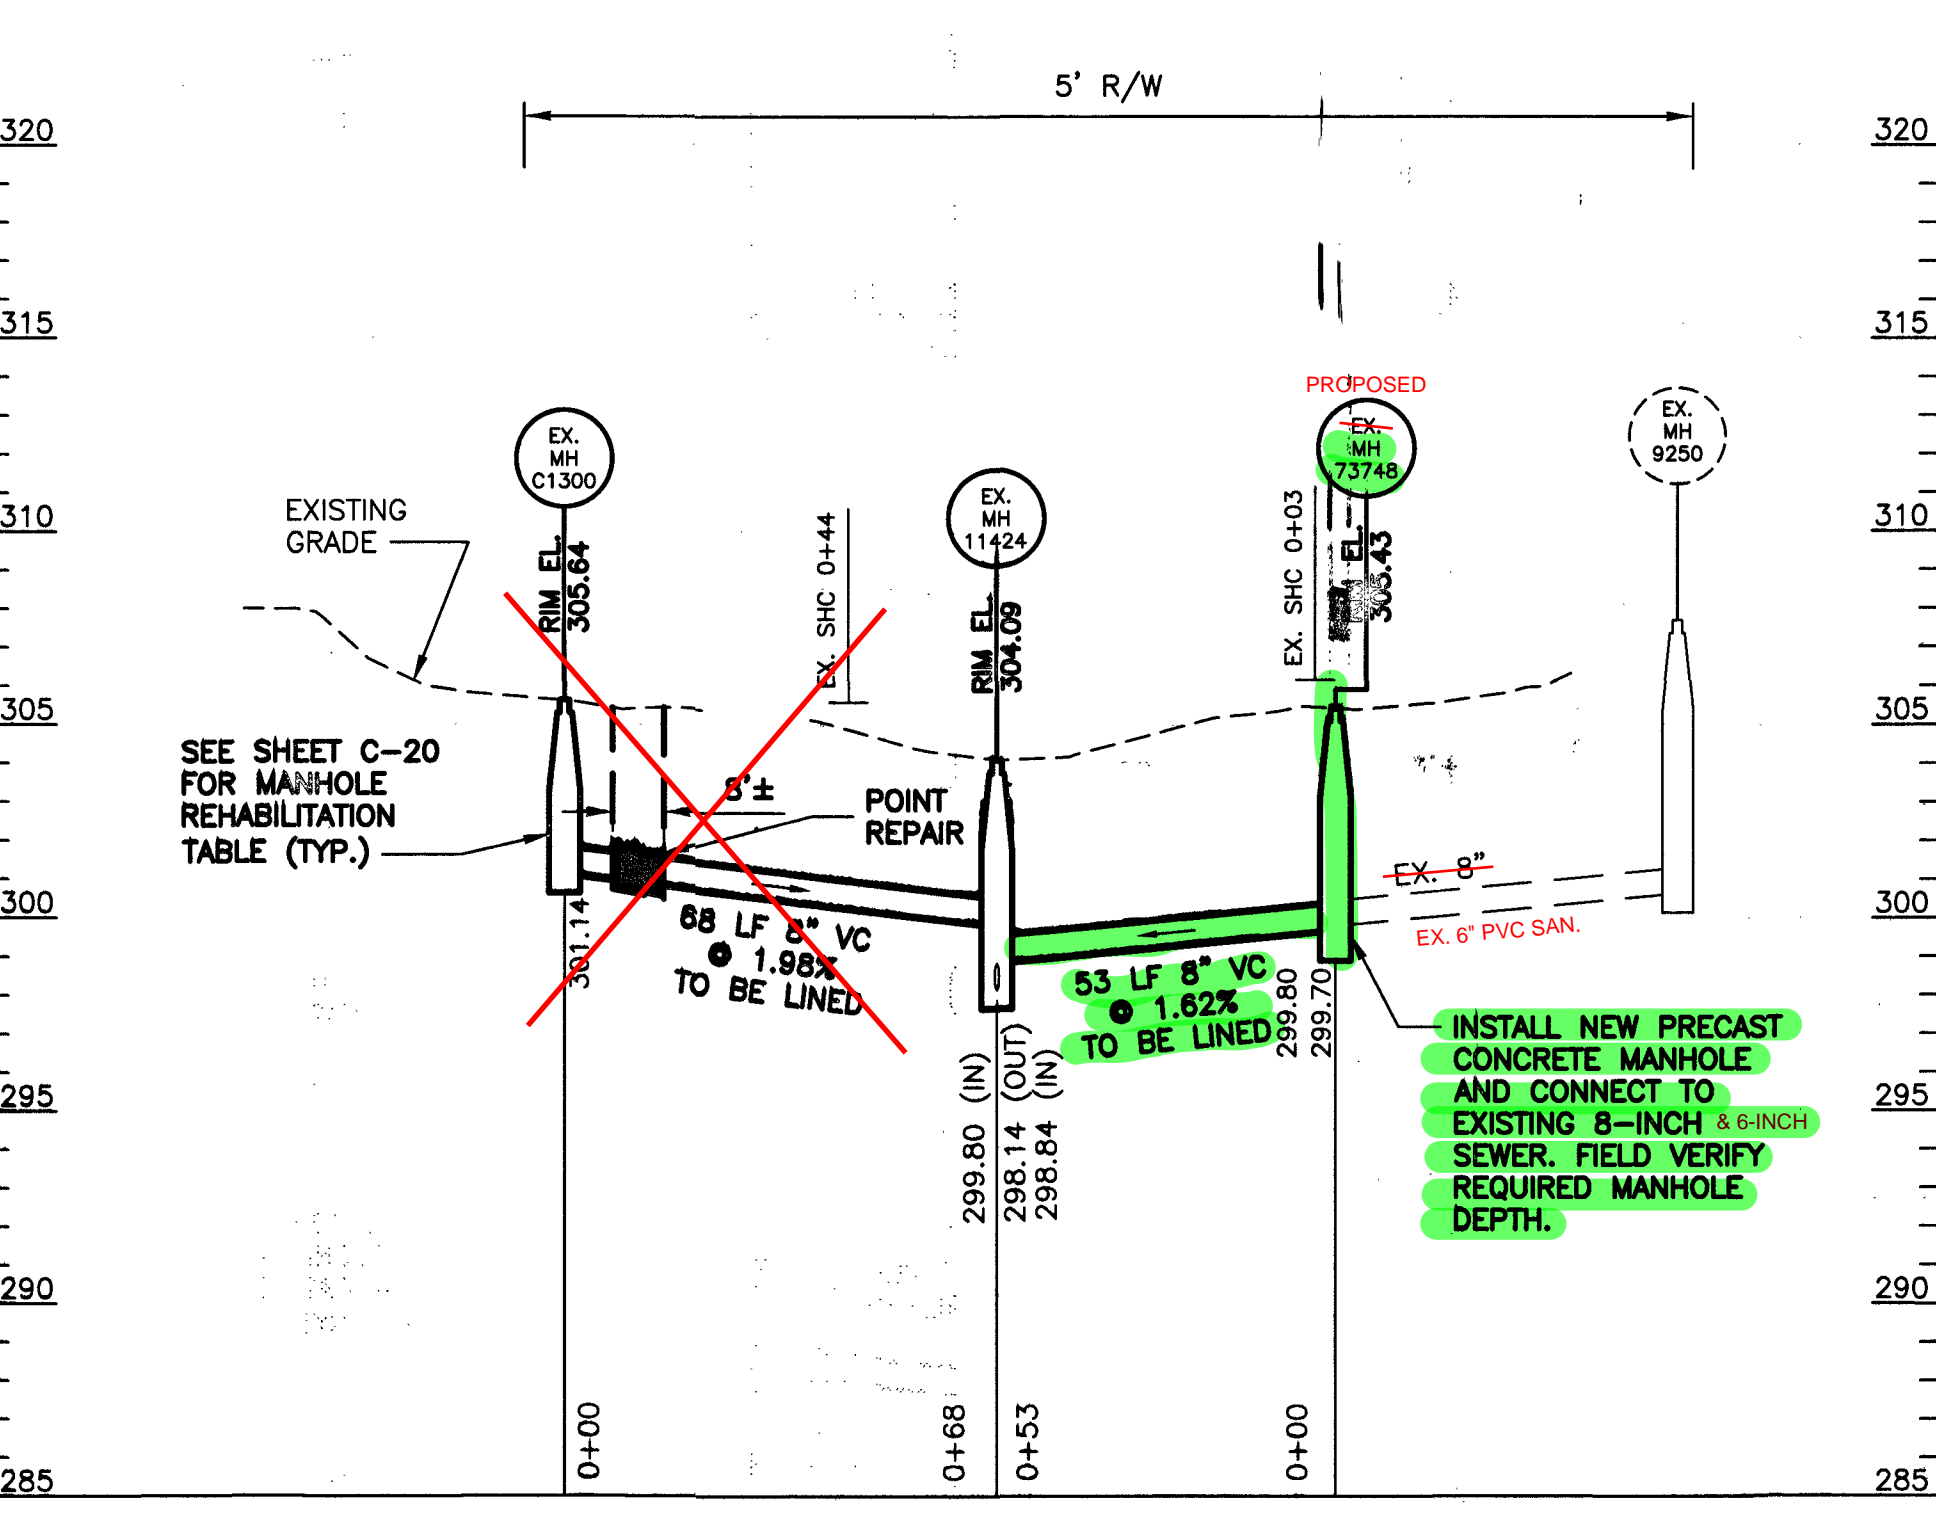 5' R/W
320
320
315
315
PROPOSED
EX.
MH
C1300
EX.
MH
11424
EX.
MH
73748
EX.
MH
9250
310
310
EXISTING
GRADE
RIM EL.
305.64
EX. SHC 0+44
RIM EL.
304.09
EX. SHC 0+03
EL.
305.43
305
305
SEE SHEET C-20
FOR MANHOLE
REHABILITATION
TABLE (TYP.)
8'±
POINT
REPAIR
EX. 8"
EX. 6" PVC SAN.
300
300
301.14
68 LF 8" VC
@ 1.98%
TO BE LINED
53 LF 8" VC
@ 1.62%
TO BE LINED
299.80
299.70
INSTALL NEW PRECAST
CONCRETE MANHOLE
AND CONNECT TO
EXISTING 8-INCH & 6-INCH
SEWER. FIELD VERIFY
REQUIRED MANHOLE
DEPTH.
299.80 (IN)
298.14 (OUT)
298.84 (IN)
295
295
290
290
0+00
0+68
0+53
0+00
285
285